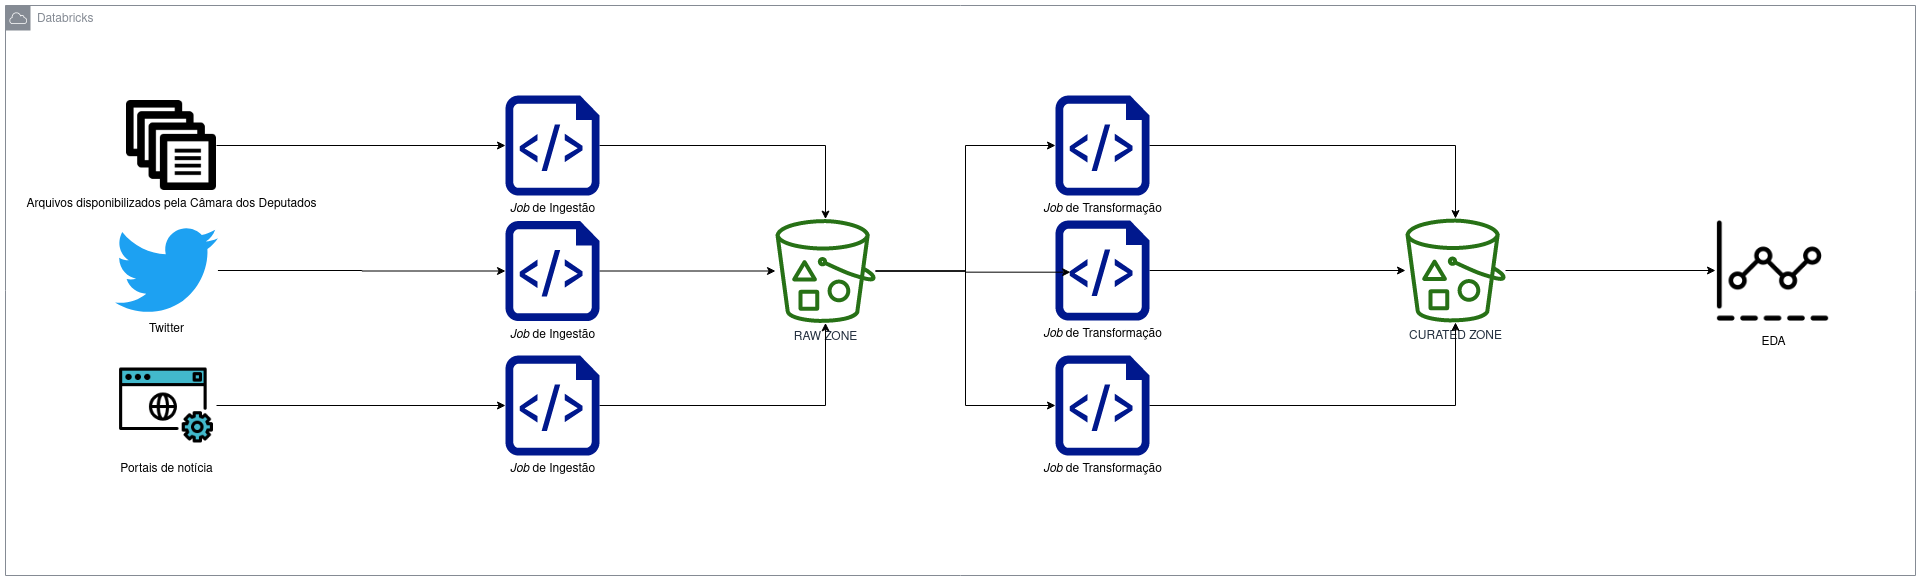 Databricks
</>
</>
Arquivos disponibilizados pela Câmara dos Deputados
Job de Ingestão
Job de Transformação
</>
</>
Twitter
Job de Ingestão
RAW ZONE
Job de Transformação
CURATED ZONE
EDA
</>
</>
Portais de notícia
Job de Ingestão
Job de Transformação